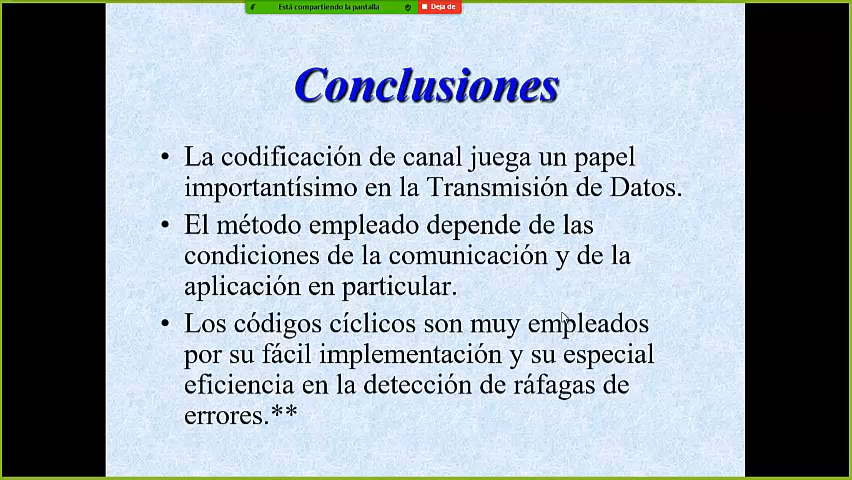 Está compartiendo la pantalla
Deja de
Conclusiones
• La codificación de canal juega un papel
importantísimo en la Transmisión de Datos.
• El método empleado depende de las
condiciones de la comunicación y de la
aplicación en particular.
• Los códigos cíclicos son muy empleados
por su fácil implementación y su especial
eficiencia en la detección de ráfagas de
errores.**